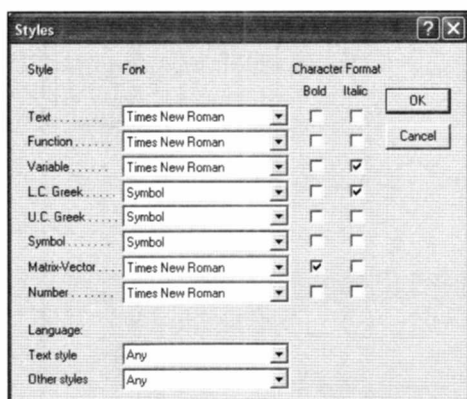 Styles
Style Font Character Format
Bold Italic
OK
Text . . . . . . . . Times New Roman
Function . . . . . . Times New Roman
Cancel
Variable . . . . . . Times New Roman
L.C. Greek . . . . . Symbol
U.C. Greek . . . . . Symbol
Symbol . . . . . . . Symbol
Matrix-Vector . . . . Times New Roman
Number . . . . . . . Times New Roman
Language:
Text style Any
Other styles Any